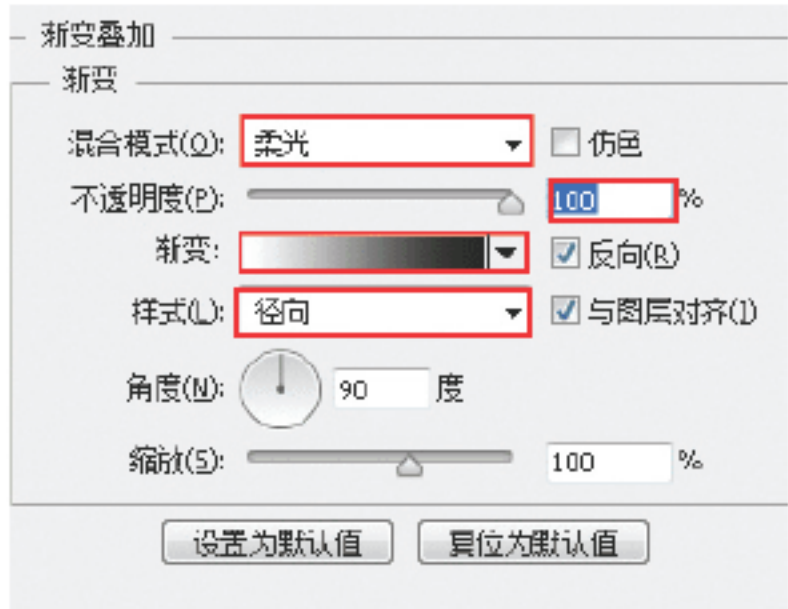 渐变叠加
渐变
混合模式(O): 柔光 仿色
不透明度(P): 100 %
渐变: 反向(R)
样式(L): 径向 与图层对齐(I)
角度(N): 90 度
缩放(S): 100 %
设置为默认值 复位为默认值